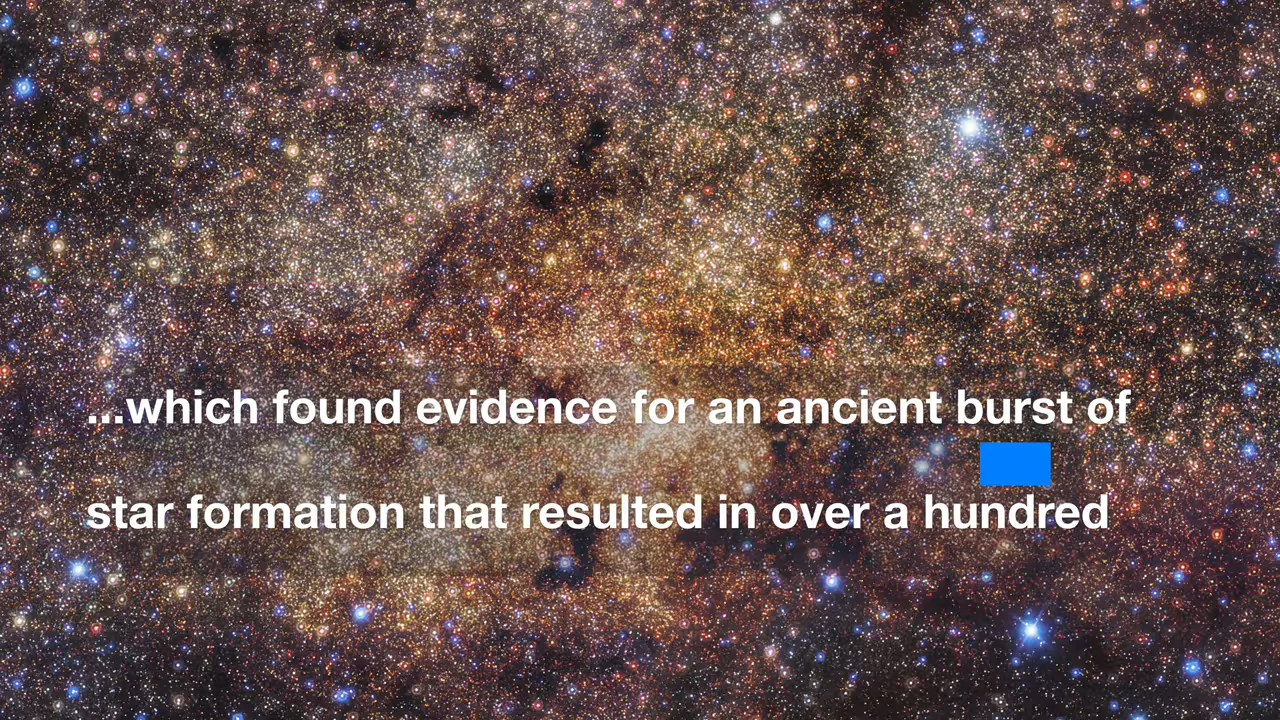 ...which found evidence for an ancient burst of
star formation that resulted in over a hundred